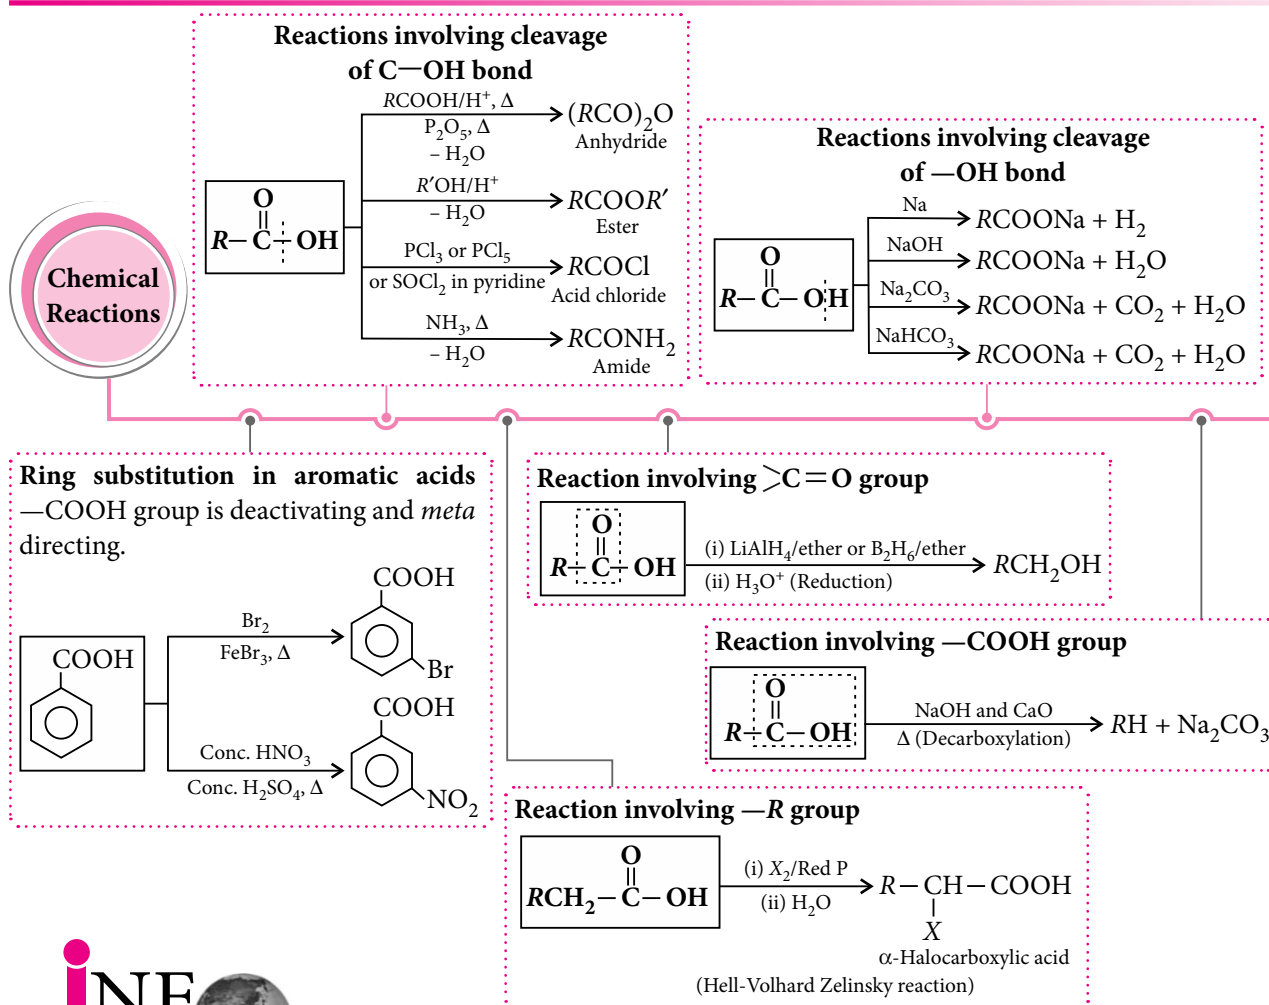 Reactions involving cleavage
of C—OH bond
RCOOH/H⁺, Δ
P₂O₅, Δ
– H₂O
(RCO)₂O
Anhydride
R′OH/H⁺
– H₂O
RCOOR′
Ester
O
R—C—OH
PCl₃ or PCl₅
or SOCl₂ in pyridine
RCOCl
Acid chloride
NH₃, Δ
– H₂O
RCONH₂
Amide
Reactions involving cleavage
of —OH bond
O
R—C—OH
Na
RCOONa + H₂
NaOH
RCOONa + H₂O
Na₂CO₃
RCOONa + CO₂ + H₂O
NaHCO₃
RCOONa + CO₂ + H₂O
Chemical
Reactions
Ring substitution in aromatic acids
—COOH group is deactivating and meta
directing.
COOH
Br₂
FeBr₃, Δ
COOH
Br
Conc. HNO₃
Conc. H₂SO₄, Δ
COOH
NO₂
Reaction involving >C=O group
O
R—C—OH
(i) LiAlH₄/ether or B₂H₆/ether
(ii) H₃O⁺ (Reduction)
RCH₂OH
Reaction involving —COOH group
O
R—C—OH
NaOH and CaO
Δ (Decarboxylation)
RH + Na₂CO₃
Reaction involving —R group
O
RCH₂—C—OH
(i) X₂/Red P
(ii) H₂O
R—CH—COOH
X
α-Halocarboxylic acid
(Hell-Volhard Zelinsky reaction)